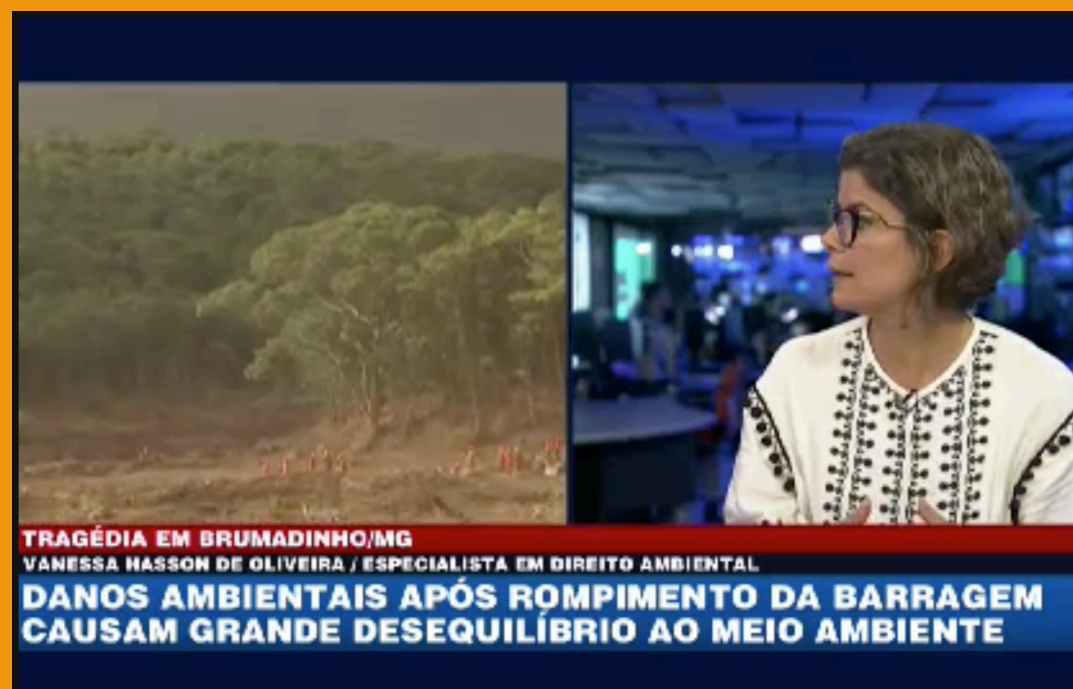 TRAGÉDIA EM BRUMADINHO/MG
VANESSA HASSON DE OLIVEIRA / ESPECIALISTA EM DIREITO AMBIENTAL
DANOS AMBIENTAIS APÓS ROMPIMENTO DA BARRAGEM
CAUSAM GRANDE DESEQUILÍBRIO AO MEIO AMBIENTE